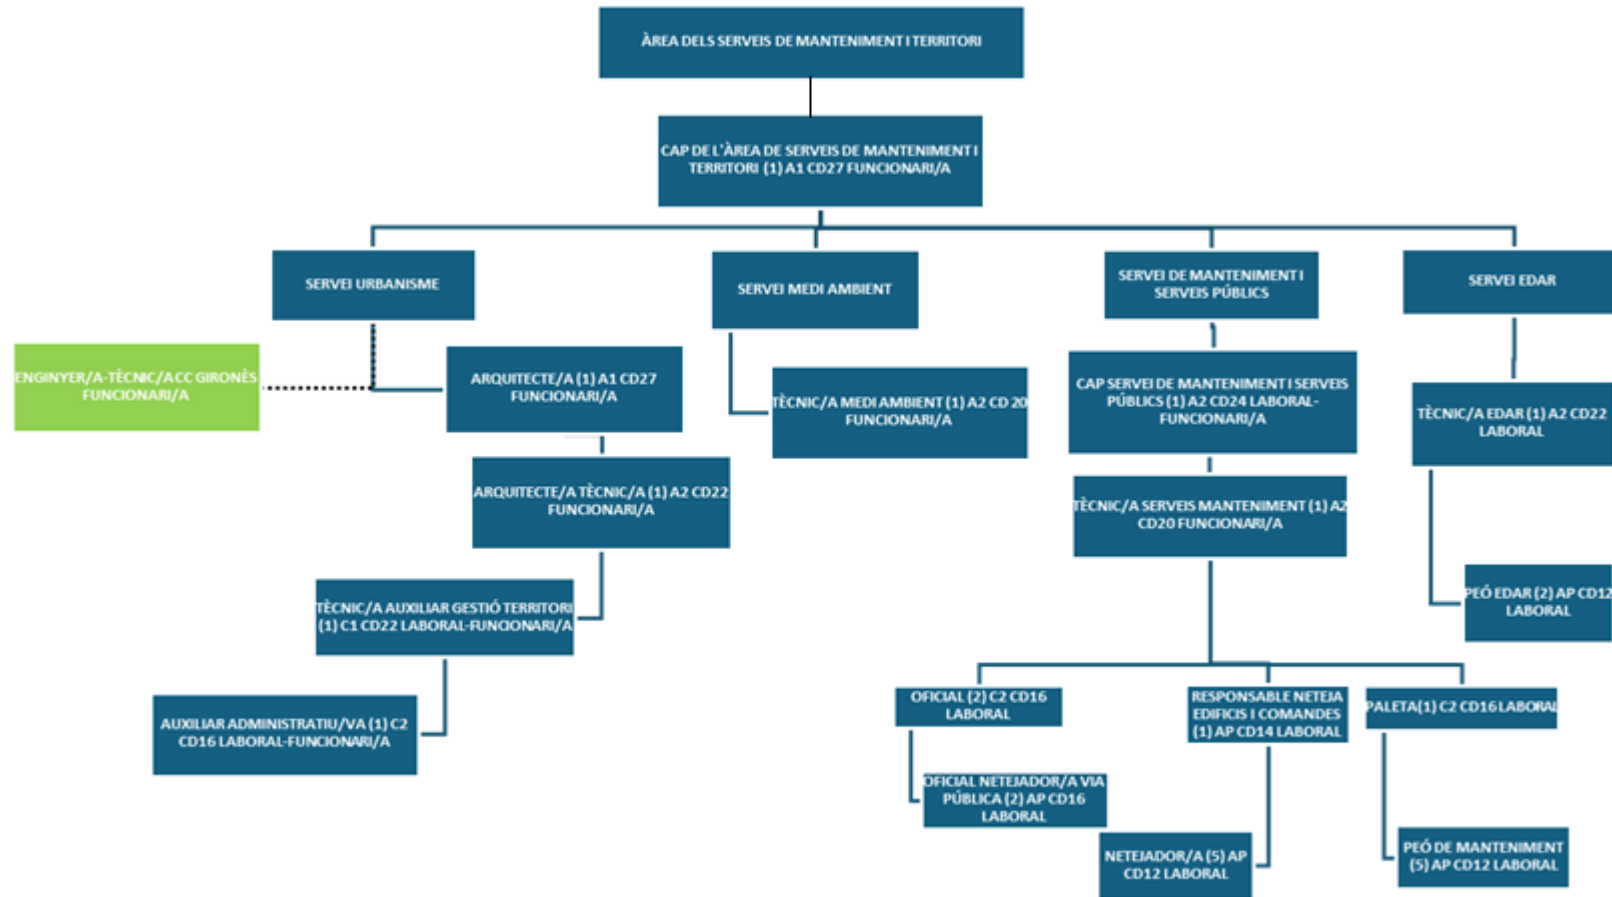 ÀREA DELS SERVEIS DE MANTENIMENT I TERRITORI
CAP DE L'ÀREA DE SERVEIS DE MANTENIMENT I
TERRITORI (1) A1 CD27 FUNCIONARI/A
SERVEI URBANISME
SERVEI MEDI AMBIENT
SERVEI DE MANTENIMENT I
SERVEIS PÚBLICS
SERVEI EDAR
ENGINYER/A-TÈCNIC/A CC GIRONÈS
FUNCIONARI/A
ARQUITECTE/A (1) A1 CD27
FUNCIONARI/A
TÈCNIC/A MEDI AMBIENT (1) A2 CD 20
FUNCIONARI/A
CAP SERVEI DE MANTENIMENT I SERVEIS
PÚBLICS (1) A2 CD24 LABORAL-
FUNCIONARI/A
TÈCNIC/A EDAR (1) A2 CD22
LABORAL
ARQUITECTE/A TÈCNIC/A (1) A2 CD22
FUNCIONARI/A
TÈCNIC/A SERVEIS MANTENIMENT (1) A2
CD20 FUNCIONARI/A
TÈCNIC/A AUXILIAR GESTIÓ TERRITORI
(1) C1 CD22 LABORAL-FUNCIONARI/A
PEÓ EDAR (2) AP CD12
LABORAL
AUXILIAR ADMINISTRATIU/VA (1) C2
CD16 LABORAL-FUNCIONARI/A
OFICIAL (2) C2 CD16
LABORAL
RESPONSABLE NETEJA
EDIFICIS I COMANDES
(1) AP CD14 LABORAL
PALETA(1) C2 CD16 LABORAL
OFICIAL NETEJADOR/A VIA
PÚBLICA (2) AP CD16
LABORAL
NETEJADOR/A (5) AP
CD12 LABORAL
PEÓ DE MANTENIMENT
(5) AP CD12 LABORAL